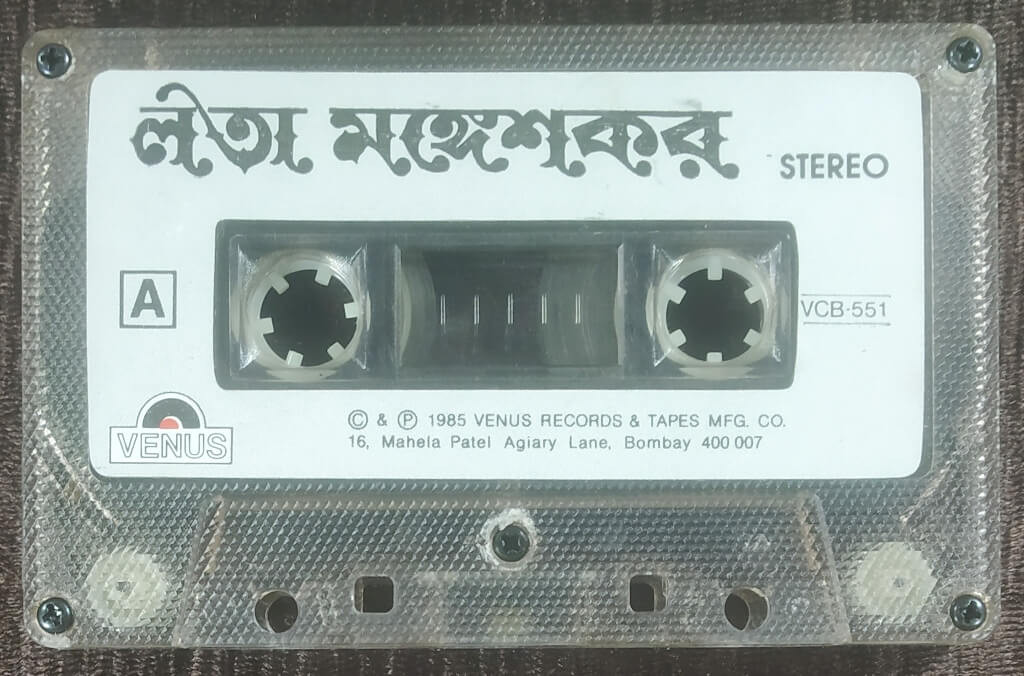 লতা মঙ্গেশকর
STEREO
A
VCB-551
VENUS
© & ℗ 1985 VENUS RECORDS & TAPES MFG. CO.
16, Mahela Patel Agiary Lane, Bombay 400 007